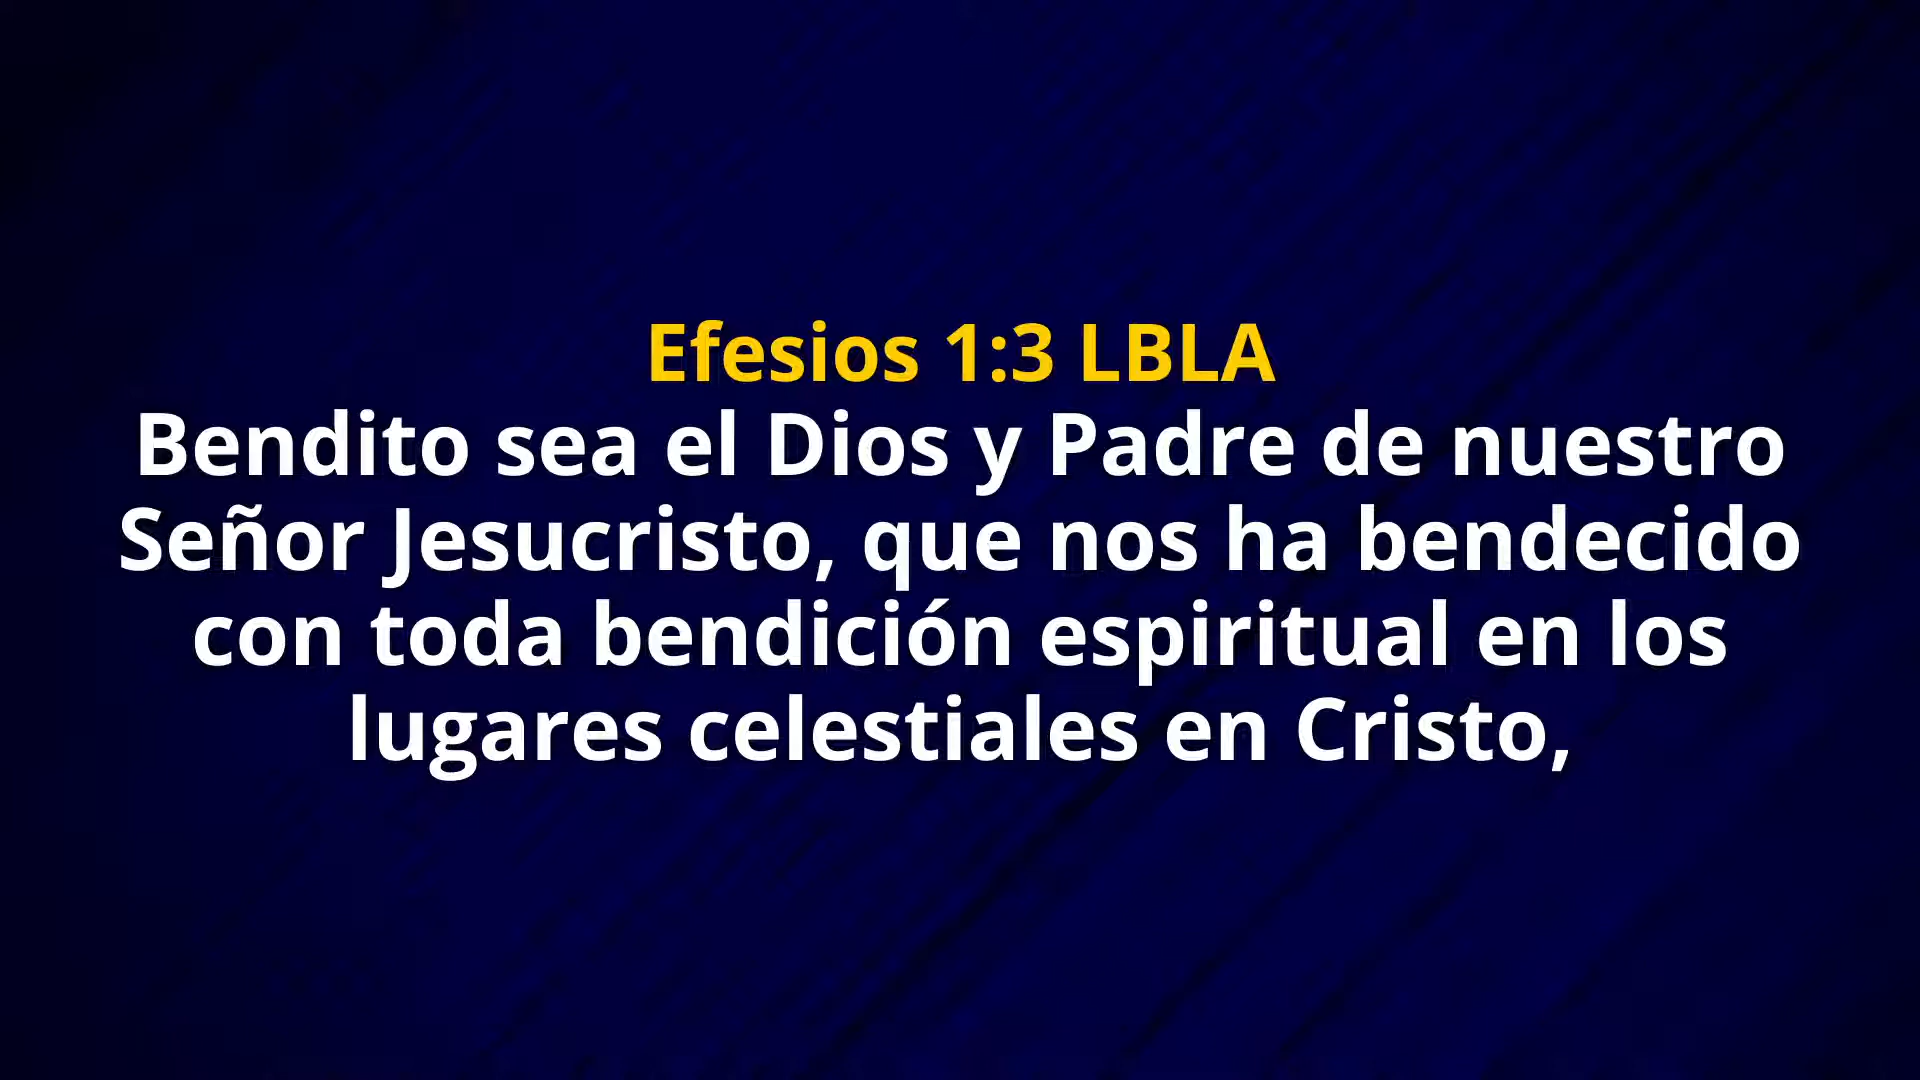 Efesios 1:3 LBLA
Bendito sea el Dios y Padre de nuestro
Señor Jesucristo, que nos ha bendecido
con toda bendición espiritual en los
lugares celestiales en Cristo,